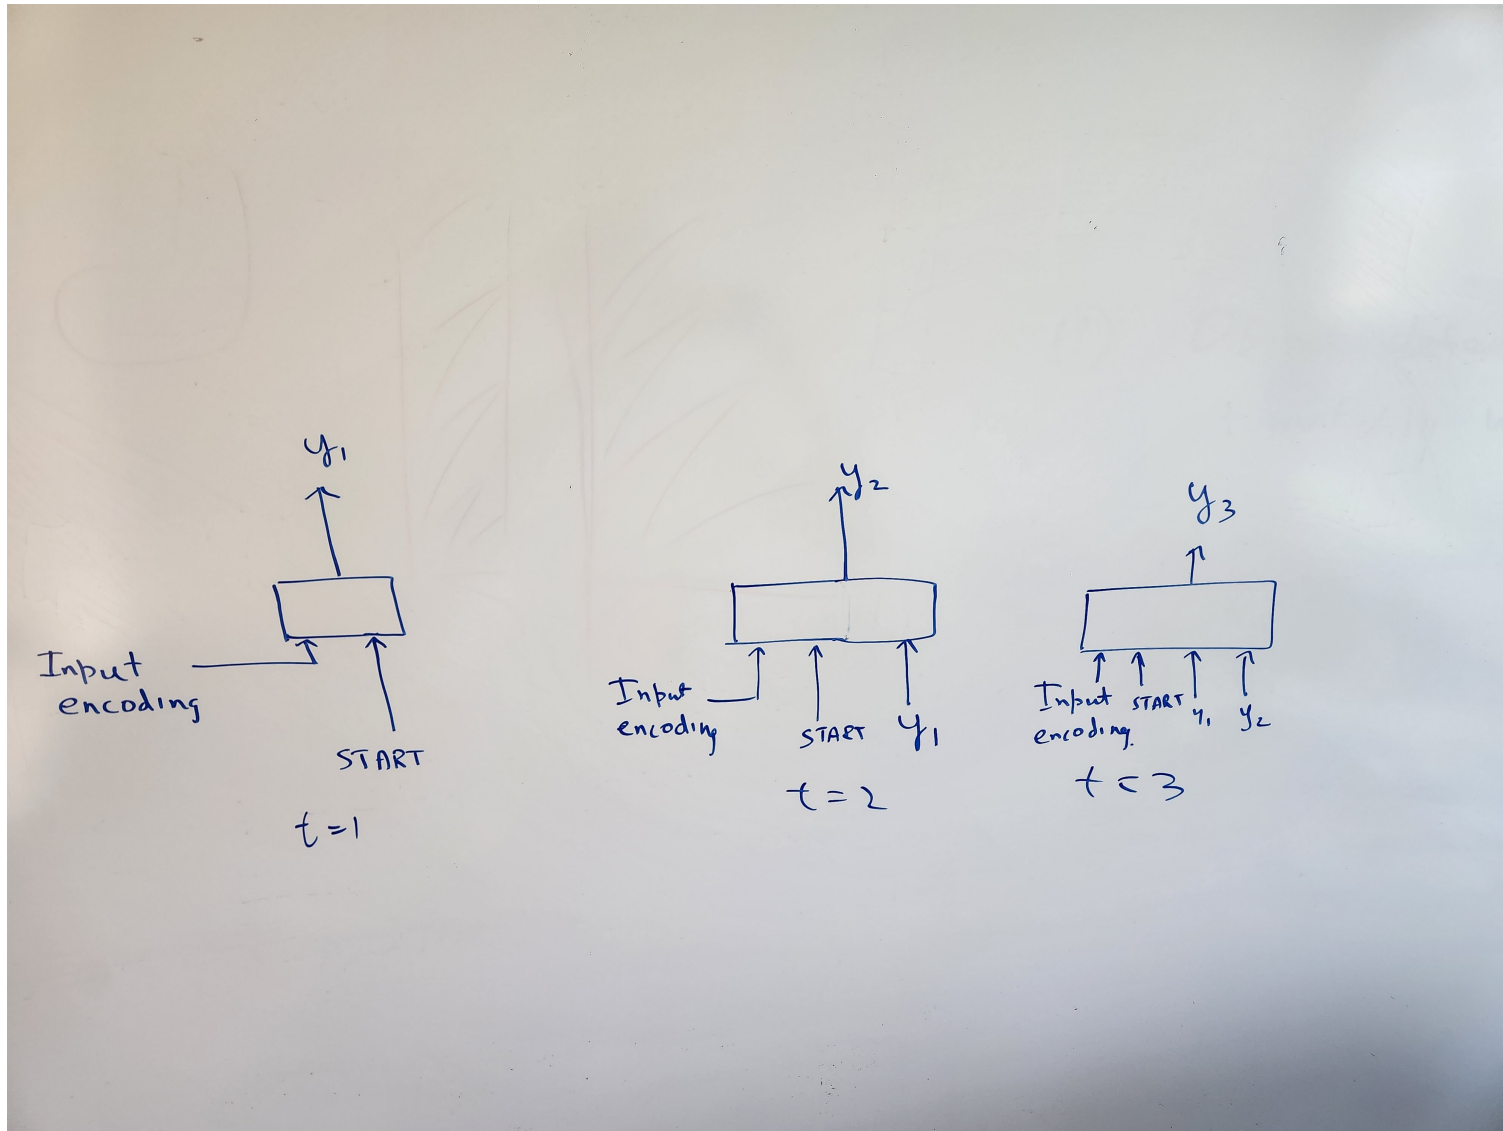 y1
Input
encoding
START
t=1
y2
Input
encoding
START
y1
t=2
y3
Input
encoding.
START
y1
y2
t=3